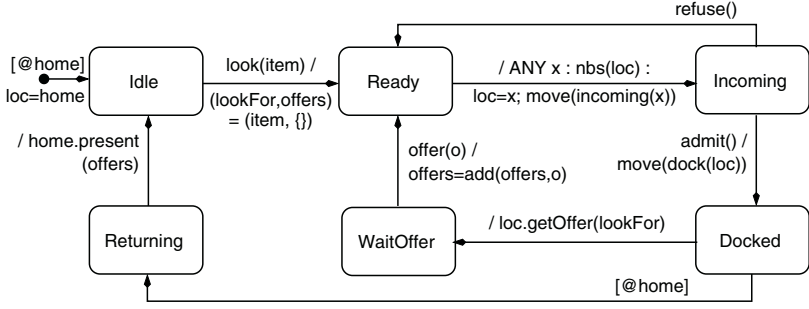 refuse()
[@home]
loc=home
Idle
look(item) /
(lookFor,offers)
= (item, {})
Ready
/ ANY x : nbs(loc) :
loc=x; move(incoming(x))
Incoming
/ home.present
(offers)
offer(o) /
offers=add(offers,o)
admit() /
move(dock(loc))
Returning
WaitOffer
/ loc.getOffer(lookFor)
Docked
[@home]